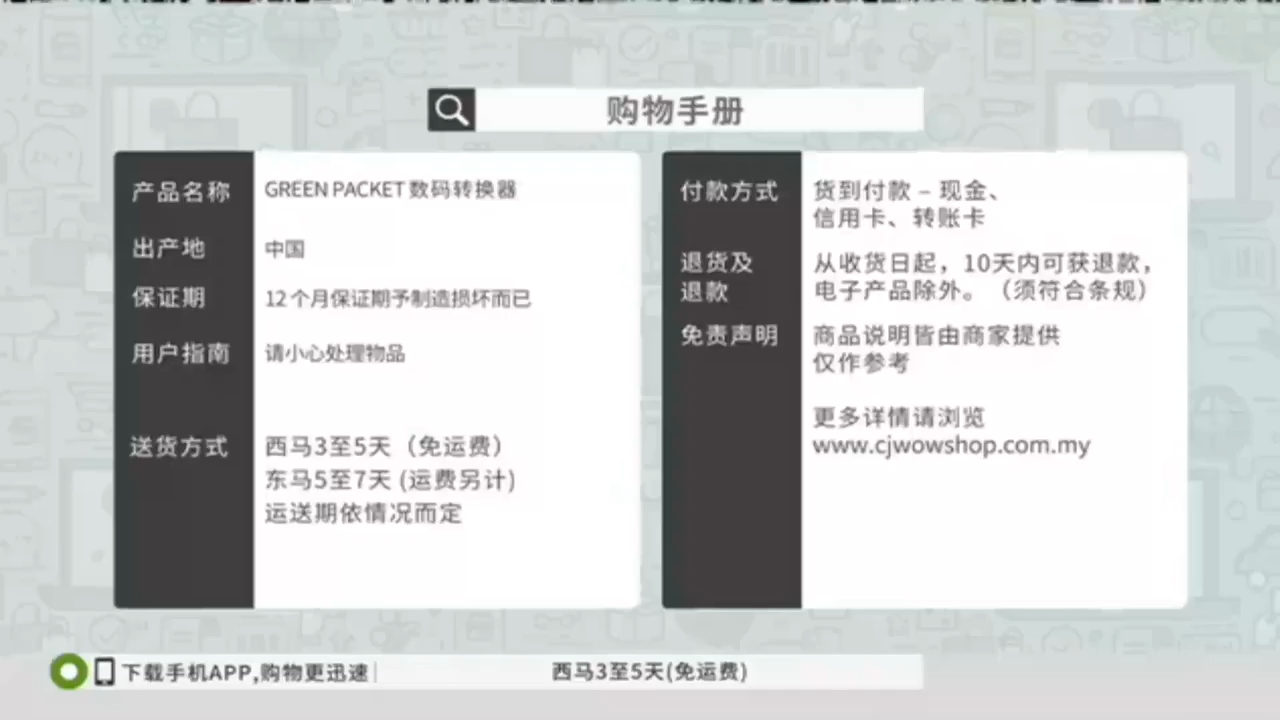 购物手册
产品名称
GREEN PACKET 数码转换器
出产地
中国
保证期
12 个月保证期予制造损坏而已
用户指南
请小心处理物品
送货方式
西马3至5天（免运费）
东马5至7天 (运费另计)
运送期依情况而定
付款方式
货到付款 – 现金、
信用卡、转账卡
退货及
退款
从收货日起，10天内可获退款，
电子产品除外。（须符合条规）
免责声明
商品说明皆由商家提供
仅作参考
更多详情请浏览
www.cjwowshop.com.my
下载手机APP,购物更迅速
西马3至5天(免运费)